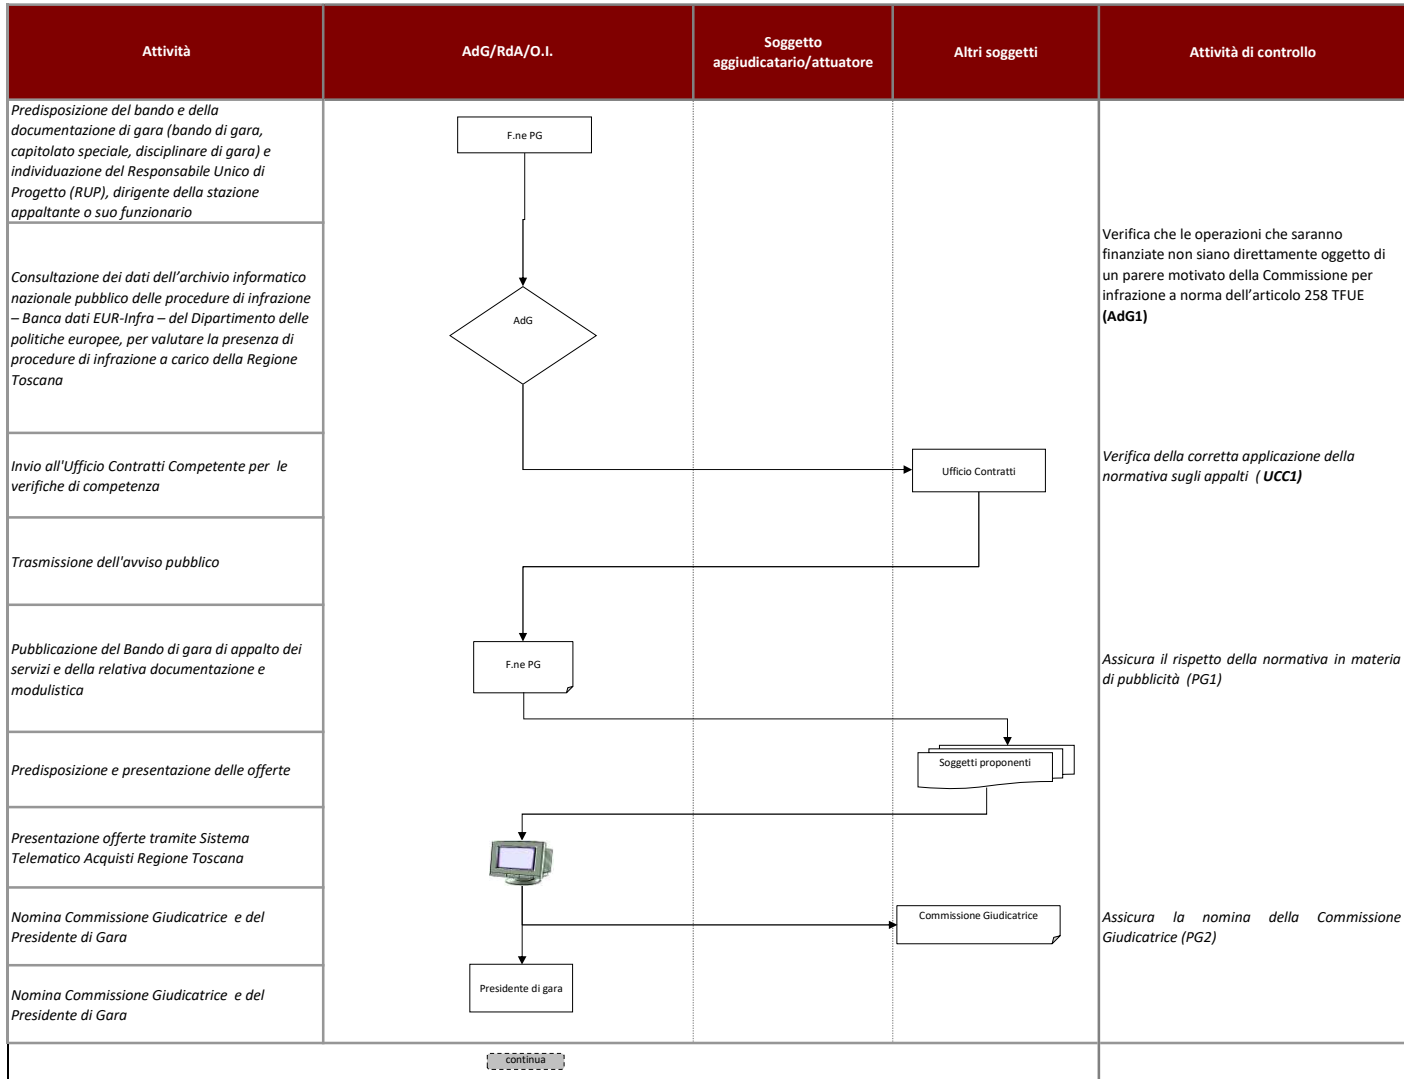 Attività
AdG/RdA/O.I.
Soggetto
aggiudicatario/attuatore
Altri soggetti
Attività di controllo
Predisposizione del bando e della
documentazione di gara (bando di gara,
capitolato speciale, disciplinare di gara) e
individuazione del Responsabile Unico di
Progetto (RUP), dirigente della stazione
appaltante o suo funzionario
F.ne PG
Consultazione dei dati dell’archivio informatico
nazionale pubblico delle procedure di infrazione
– Banca dati EUR-Infra – del Dipartimento delle
politiche europee, per valutare la presenza di
procedure di infrazione a carico della Regione
Toscana
AdG
Verifica che le operazioni che saranno
finanziate non siano direttamente oggetto di
un parere motivato della Commissione per
infrazione a norma dell’articolo 258 TFUE
(AdG1)
Invio all'Ufficio Contratti Competente per le
verifiche di competenza
Ufficio Contratti
Verifica della corretta applicazione della
normativa sugli appalti ( UCC1)
Trasmissione dell'avviso pubblico
Pubblicazione del Bando di gara di appalto dei
servizi e della relativa documentazione e
modulistica
F.ne PG
Assicura il rispetto della normativa in materia
di pubblicità (PG1)
Predisposizione e presentazione delle offerte
Soggetti proponenti
Presentazione offerte tramite Sistema
Telematico Acquisti Regione Toscana
Nomina Commissione Giudicatrice e del
Presidente di Gara
Commissione Giudicatrice
Assicura la nomina della Commissione
Giudicatrice (PG2)
Nomina Commissione Giudicatrice e del
Presidente di Gara
Presidente di gara
continua